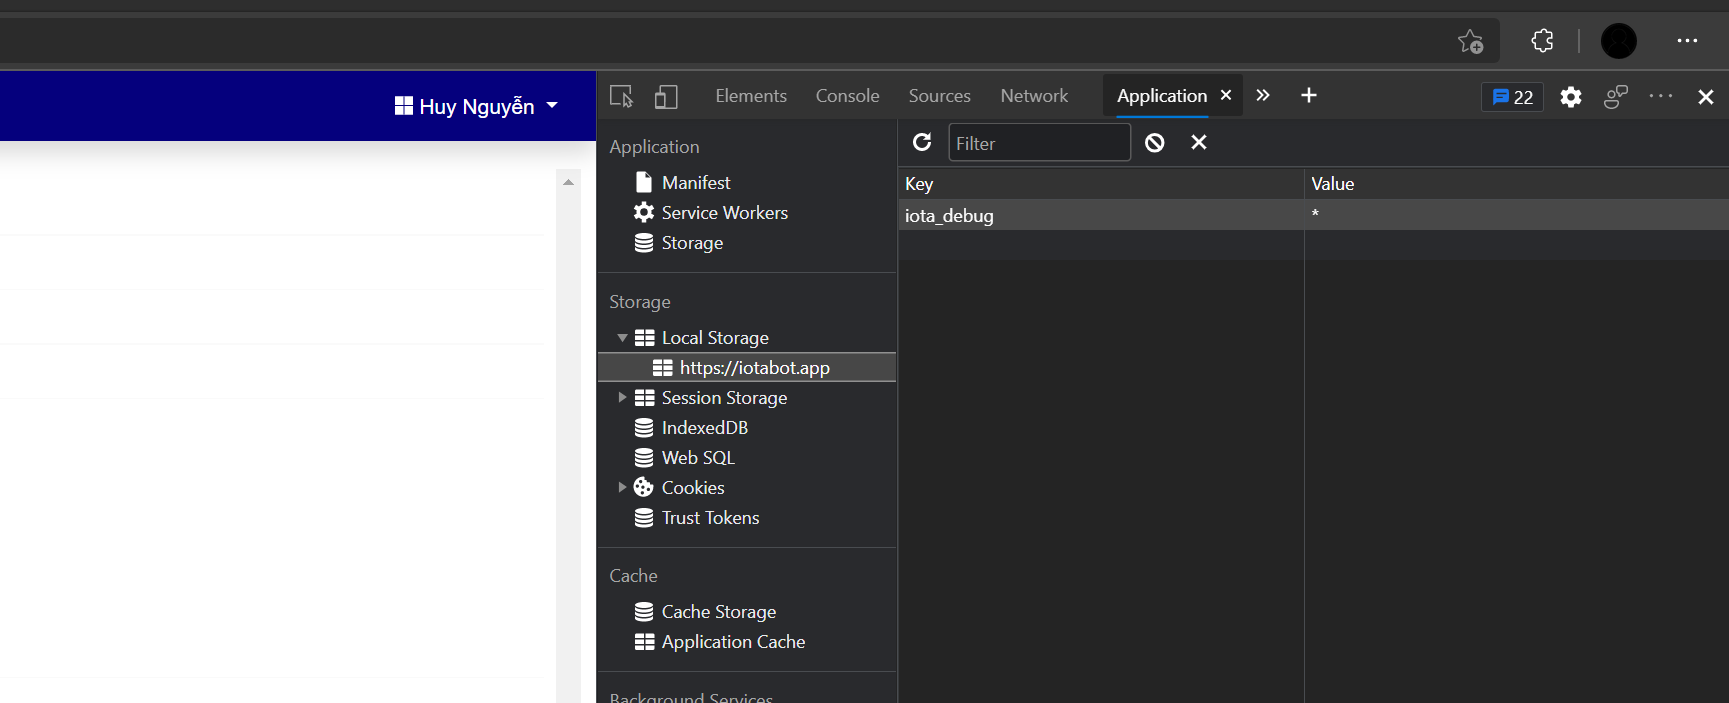 Huy Nguyễn
Elements Console Sources Network Application 22
Application
Manifest
Service Workers
Storage
Storage
Local Storage
https://iotabot.app
Session Storage
IndexedDB
Web SQL
Cookies
Trust Tokens
Cache
Cache Storage
Application Cache
Background Services
Filter
Key Value
iota_debug *